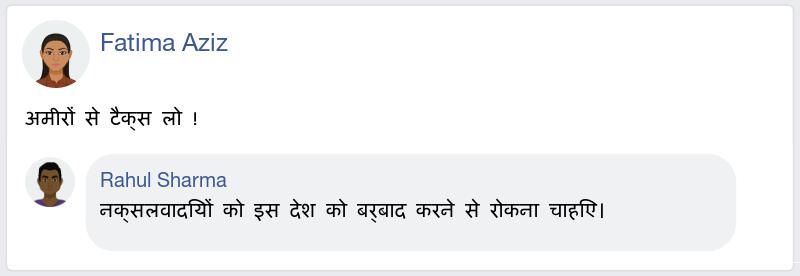 Fatima Aziz
अमीरों से टैक्स लो !
Rahul Sharma
नक्सलवादियों को इस देश को बर्बाद करने से रोकना चाहिए।